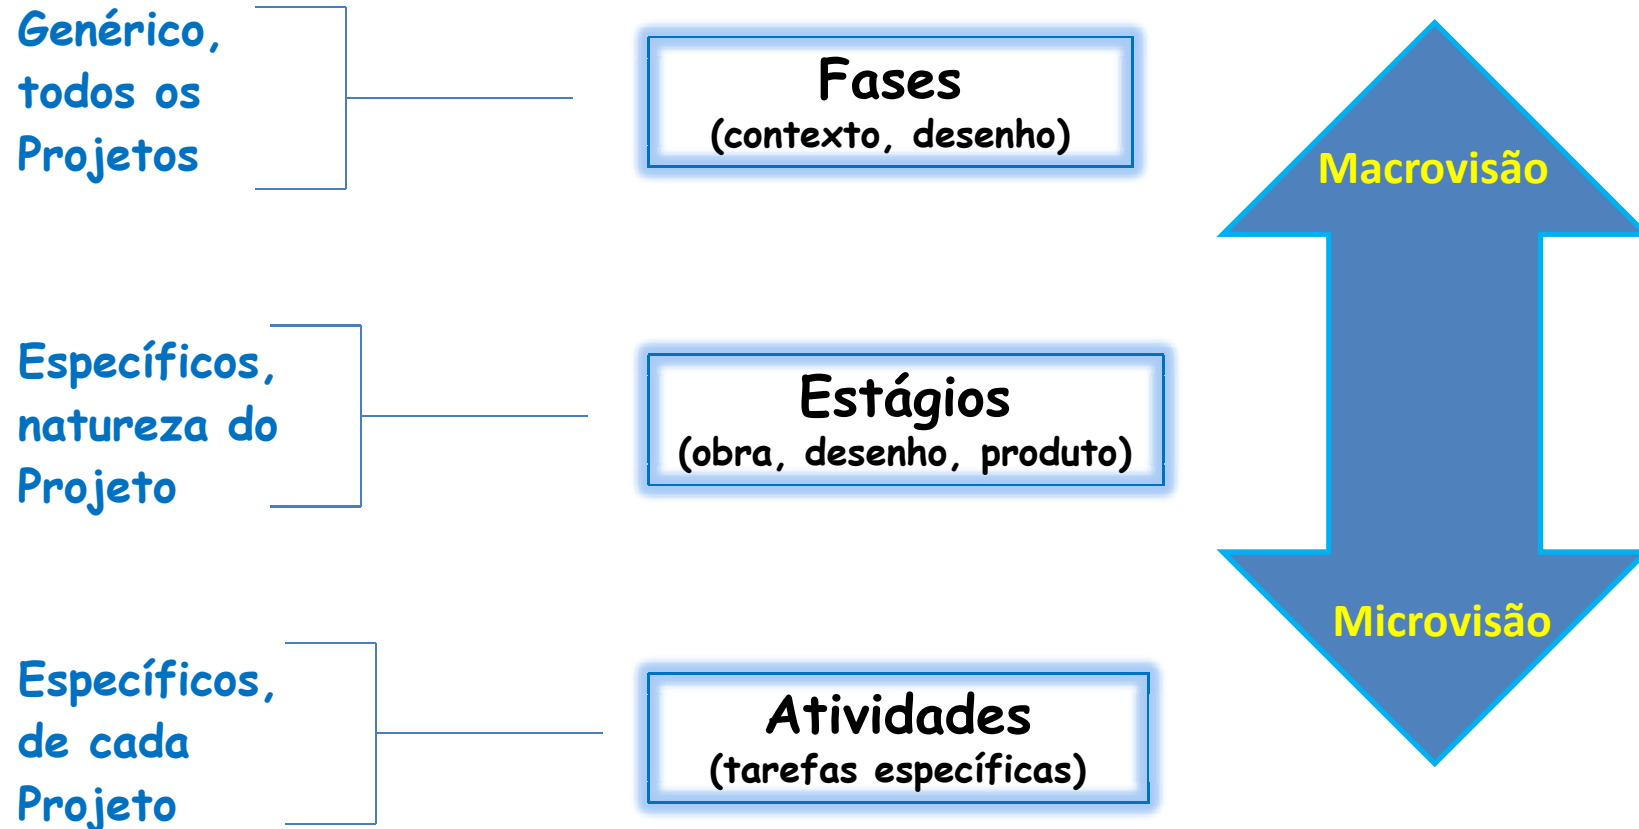 Genérico,
todos os
Projetos
Fases
(contexto, desenho)
Macrovisão
Específicos,
natureza do
Projeto
Estágios
(obra, desenho, produto)
Microvisão
Específicos,
de cada
Projeto
Atividades
(tarefas específicas)